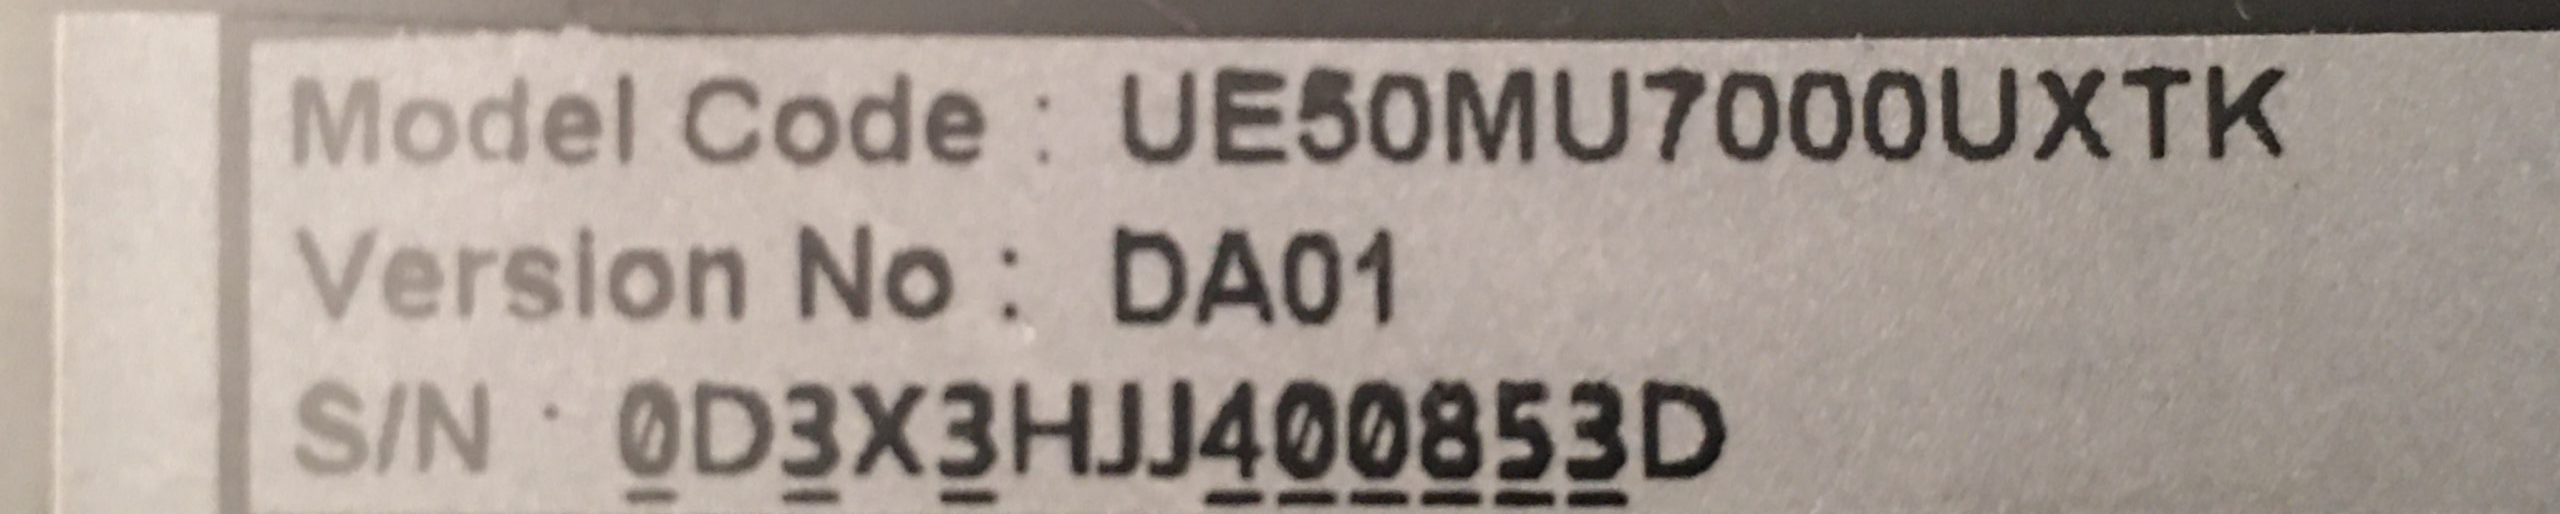 Model Code : UE50MU7000UXTK
Version No : DA01
S/N : 0D3X3HJJ400853D